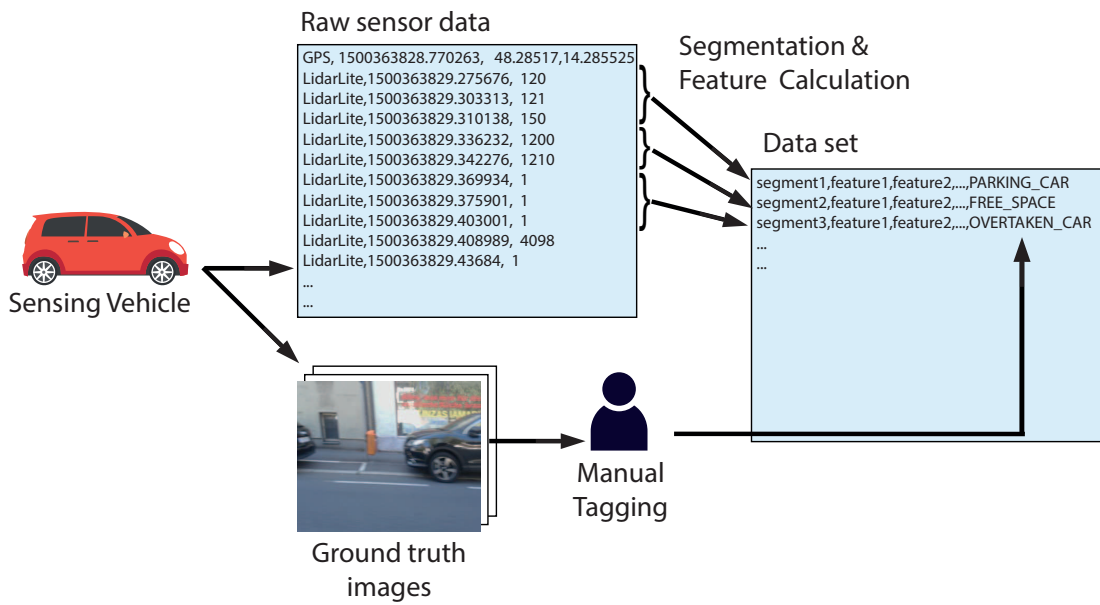 Raw sensor data
GPS, 1500363828.770263, 48.28517,14.285525
LidarLite,1500363829.275676, 120
LidarLite,1500363829.303313, 121
LidarLite,1500363829.310138, 150
LidarLite,1500363829.336232, 1200
LidarLite,1500363829.342276, 1210
LidarLite,1500363829.369934, 1
LidarLite,1500363829.375901, 1
LidarLite,1500363829.403001, 1
LidarLite,1500363829.408989, 4098
LidarLite,1500363829.43684, 1
...
...
Segmentation &
Feature Calculation
Data set
segment1,feature1,feature2,...,PARKING_CAR
segment2,feature1,feature2,...,FREE_SPACE
segment3,feature1,feature2,...,OVERTAKEN_CAR
...
...
Sensing Vehicle
Manual
Tagging
Ground truth
images